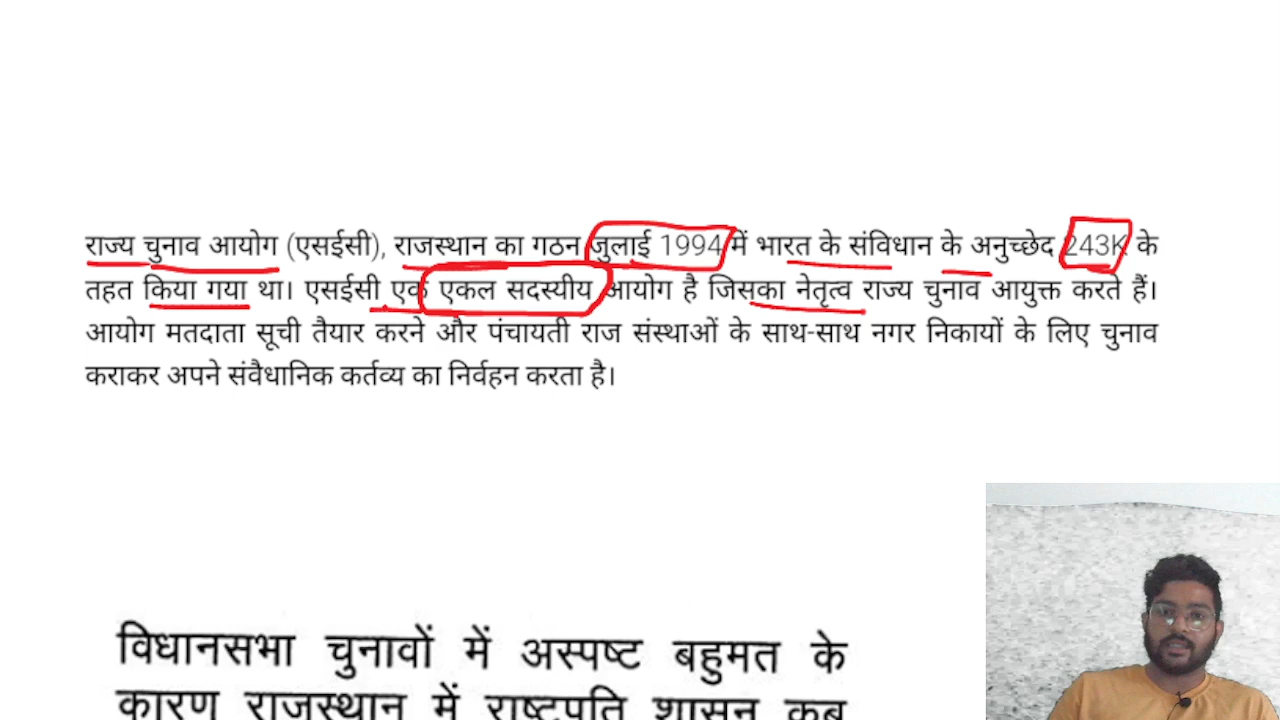 राज्य चुनाव आयोग (एसईसी), राजस्थान का गठन जुलाई 1994 में भारत के संविधान के अनुच्छेद 243K के
तहत किया गया था। एसईसी एक एकल सदस्यीय आयोग है जिसका नेतृत्व राज्य चुनाव आयुक्त करते हैं।
आयोग मतदाता सूची तैयार करने और पंचायती राज संस्थाओं के साथ-साथ नगर निकायों के लिए चुनाव
कराकर अपने संवैधानिक कर्तव्य का निर्वहन करता है।
विधानसभा चुनावों में अस्पष्ट बहुमत के
कारण राजस्थान में राष्ट्रपति शासन कब